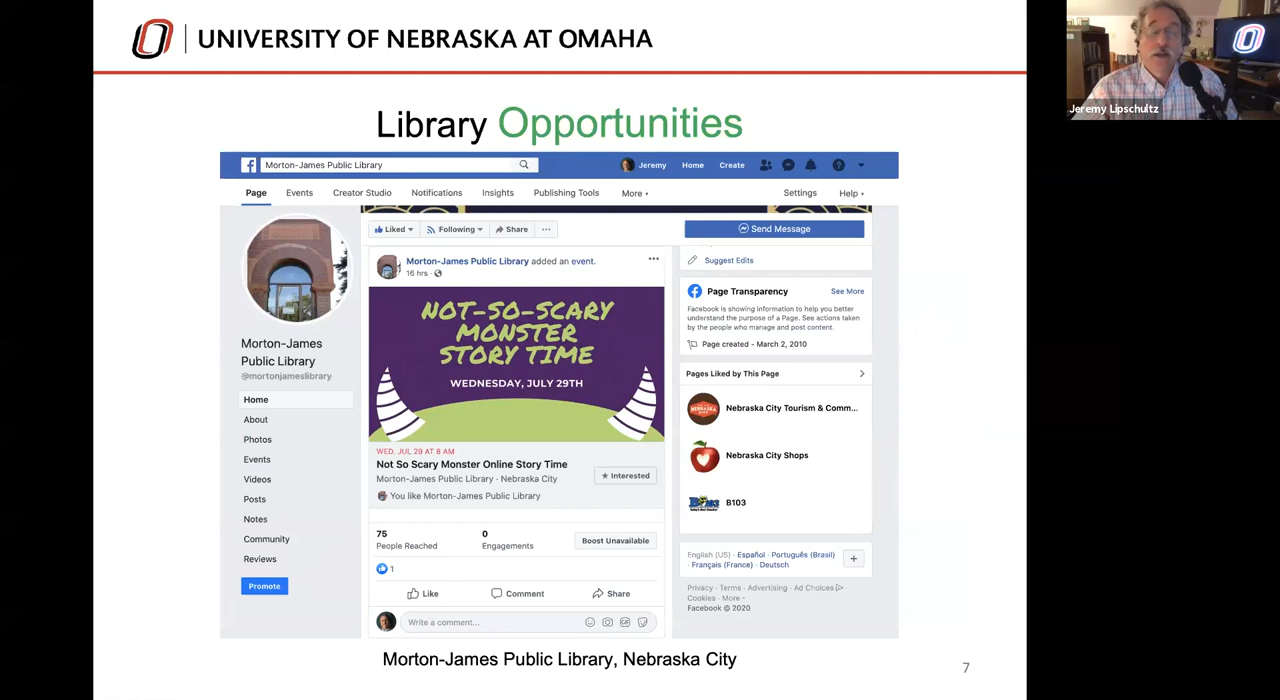 UNIVERSITY OF NEBRASKA AT OMAHA
Jeremy Lipschultz
Library Opportunities
Morton-James Public Library
Jeremy Home Create
Page Events Creator Studio Notifications Insights Publishing Tools More Settings Help
Liked Following Share ...
Send Message
Morton-James
Public Library
@mortonjameslibrary
Home
About
Photos
Events
Videos
Posts
Notes
Community
Reviews
Promote
Morton-James Public Library added an event.
16 hrs ·
NOT-SO-SCARY
MONSTER
STORY TIME
WEDNESDAY, JULY 29TH
WED, JUL 29 AT 8 AM
Not So Scary Monster Online Story Time
Morton-James Public Library · Nebraska City
You like Morton-James Public Library
Interested
75
People Reached
0
Engagements
Boost Unavailable
1
Like Comment Share
Write a comment...
GIF
Suggest Edits
Page Transparency See More
Facebook is showing information to help you better
understand the purpose of a Page. See actions taken
by the people who manage and post content.
Page created - March 2, 2010
Pages Liked by This Page
Nebraska City Tourism & Comm...
Nebraska City Shops
B103
English (US) · Español · Português (Brasil)
· Français (France) · Deutsch
Privacy · Terms · Advertising · Ad Choices
Cookies · More
Facebook © 2020
Morton-James Public Library, Nebraska City
7